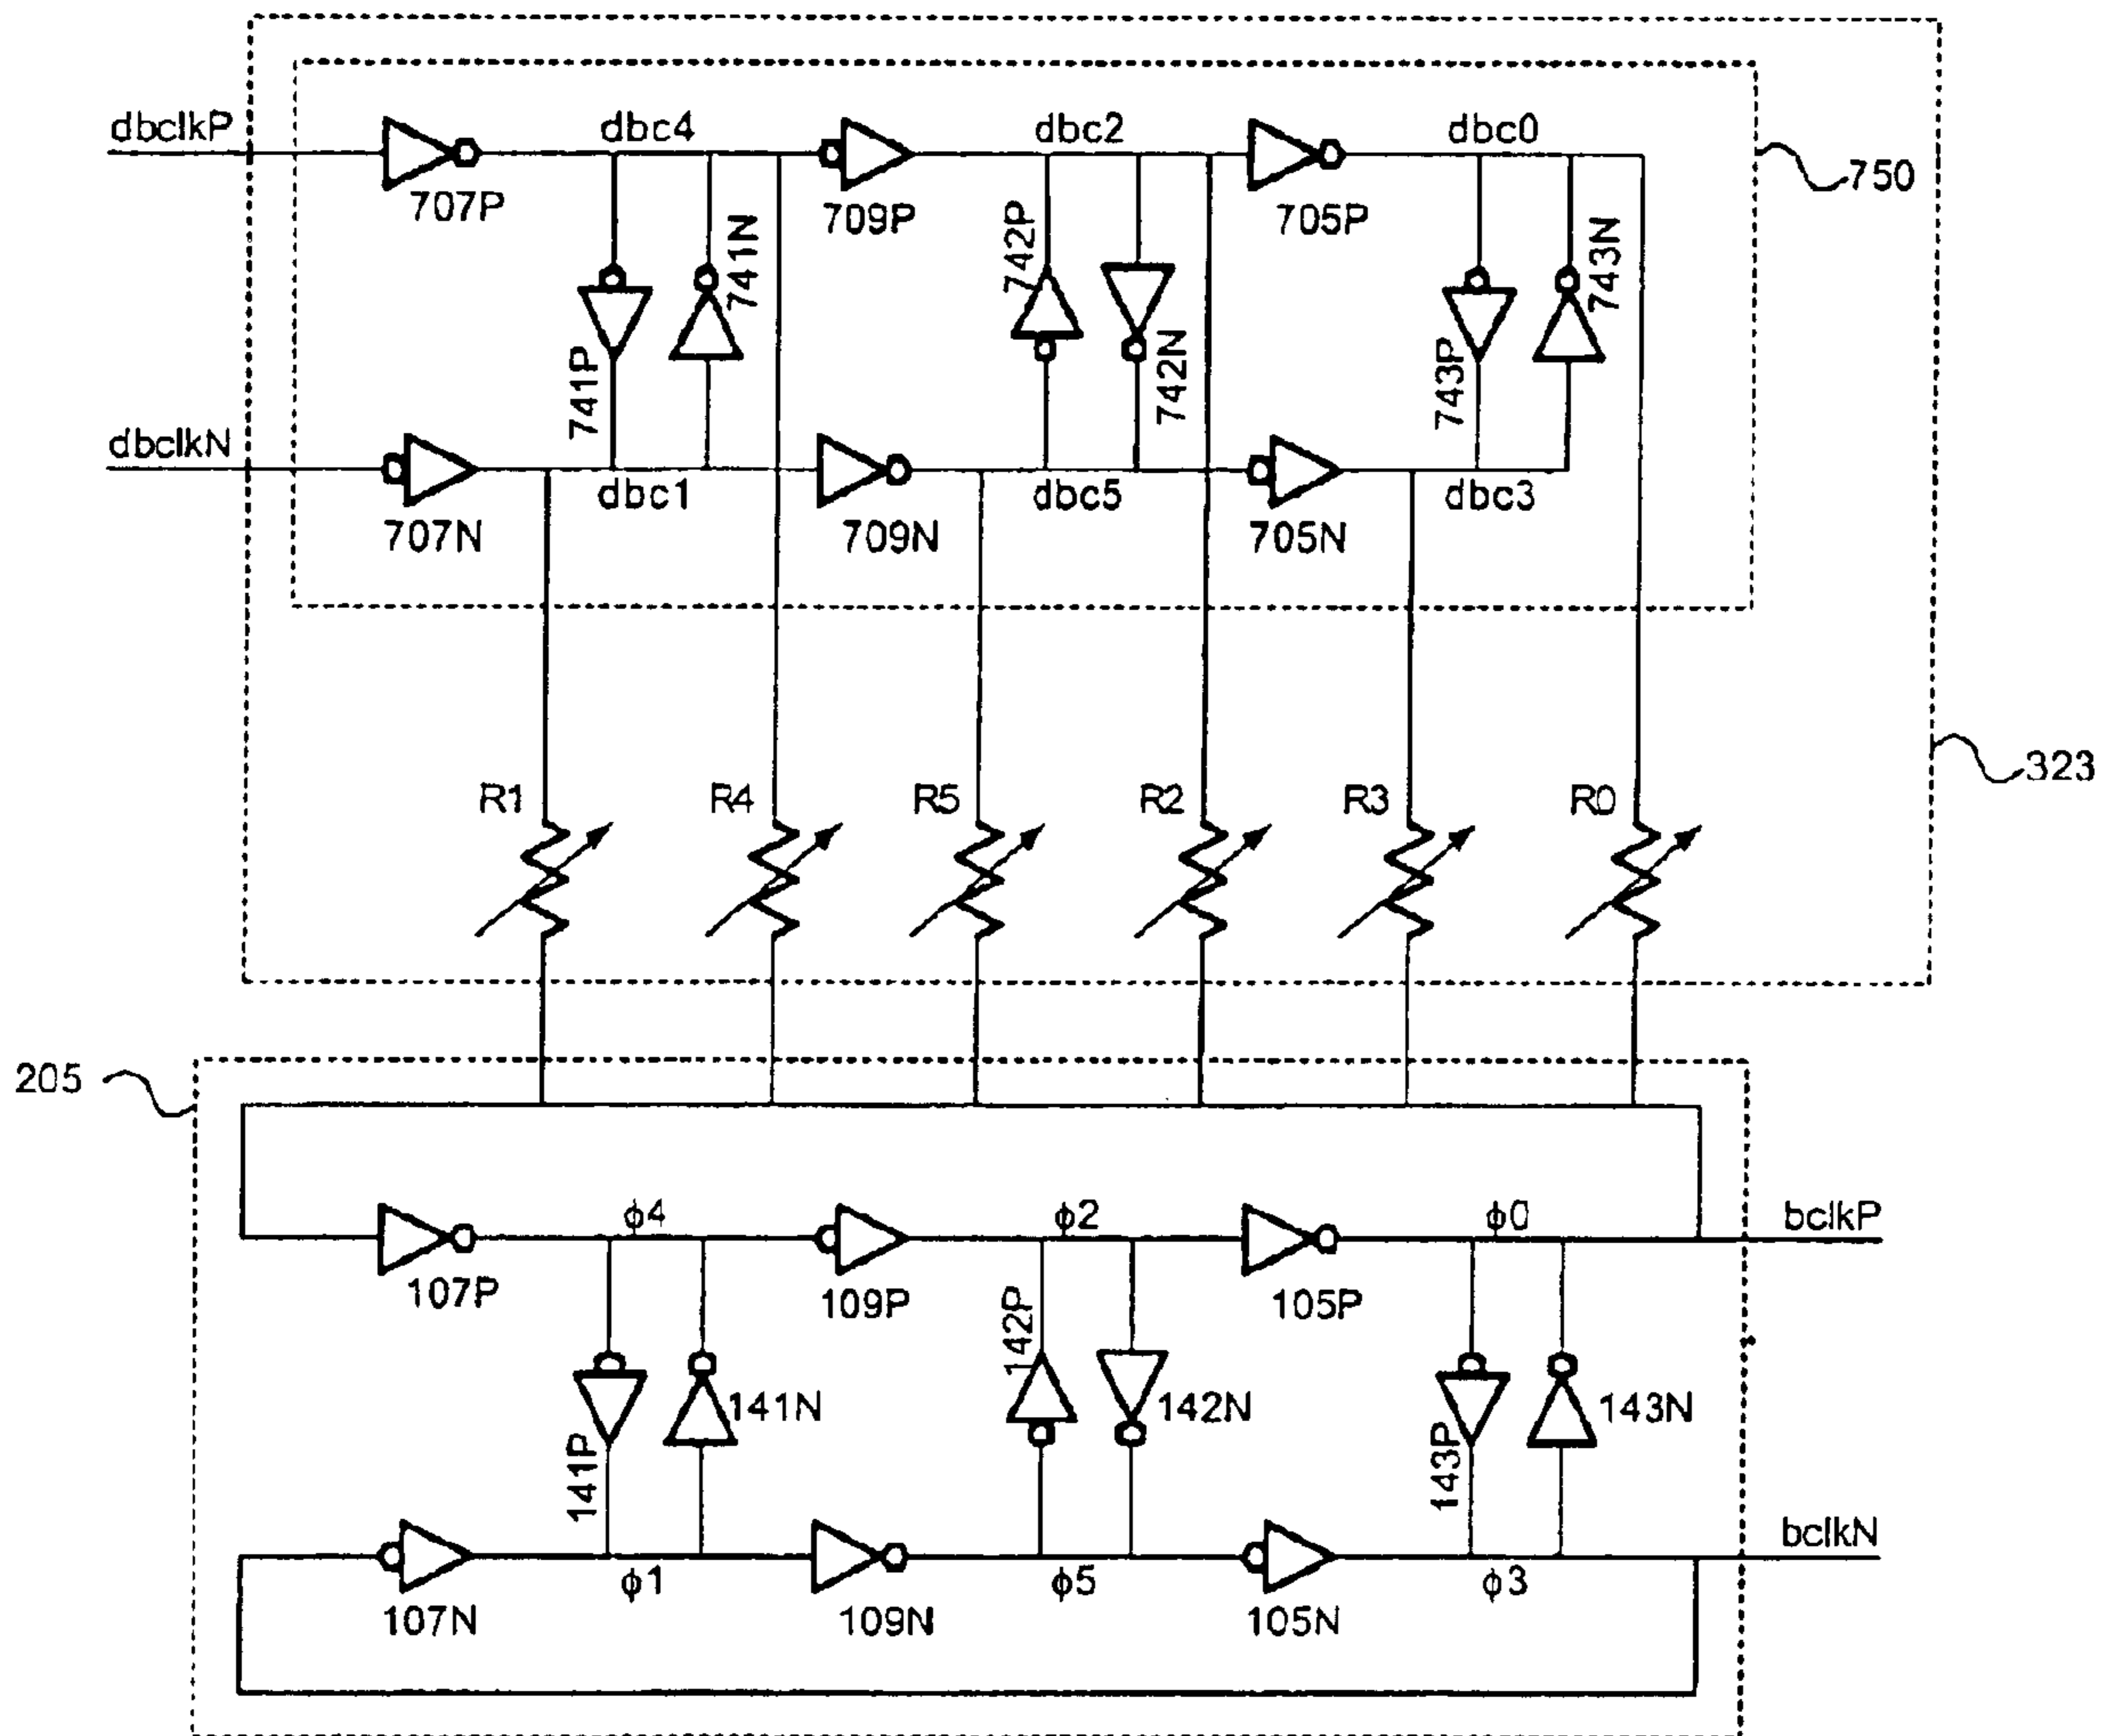 dbclkP
dbc4
dbc2
dbc0
750
707P
709P
705P
741N
742P
743N
741P
742N
743P
dbclkN
dbc1
dbc5
dbc3
707N
709N
705N
R1
R4
R5
R2
R3
R0
323
205
ϕ4
ϕ2
ϕ0
bclkP
107P
109P
105P
142P
141N
142N
143N
141P
143P
bclkN
ϕ1
ϕ5
ϕ3
107N
109N
105N